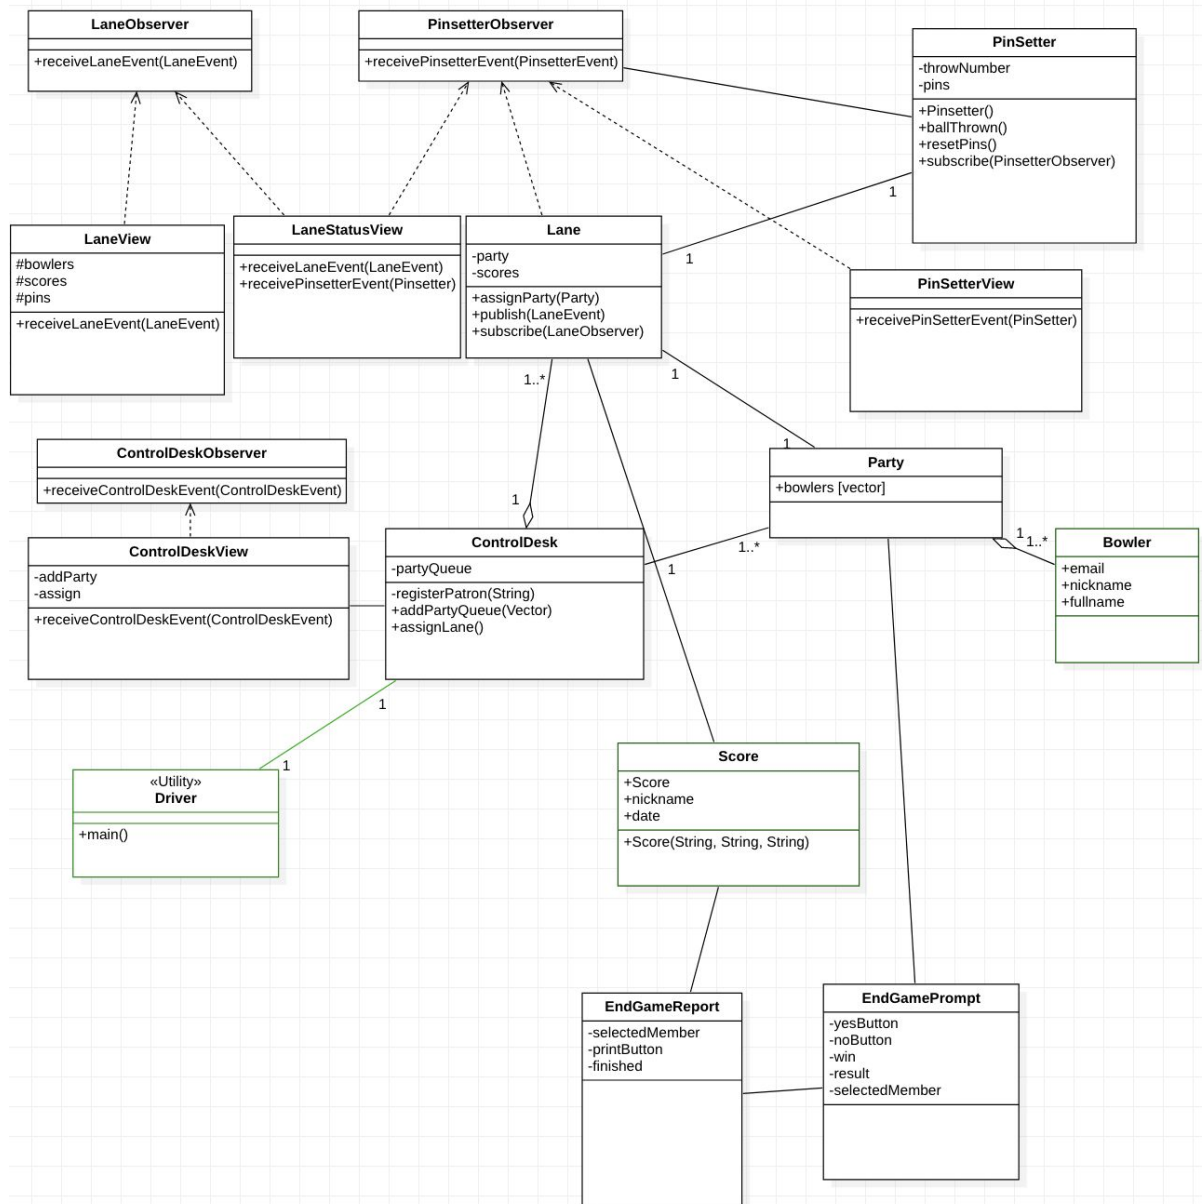 LaneObserver
+receiveLaneEvent(LaneEvent)
PinsetterObserver
+receivePinsetterEvent(PinsetterEvent)
PinSetter
-throwNumber
-pins
+Pinsetter()
+ballThrown()
+resetPins()
+subscribe(PinsetterObserver)
1
1
LaneView
#bowlers
#scores
#pins
+receiveLaneEvent(LaneEvent)
LaneStatusView
+receiveLaneEvent(LaneEvent)
+receivePinsetterEvent(Pinsetter)
Lane
-party
-scores
+assignParty(Party)
+publish(LaneEvent)
+subscribe(LaneObserver)
PinSetterView
+receivePinSetterEvent(PinSetter)
1..*
1
1
1
ControlDeskObserver
+receiveControlDeskEvent(ControlDeskEvent)
Party
+bowlers [vector]
ControlDeskView
-addParty
-assign
+receiveControlDeskEvent(ControlDeskEvent)
ControlDesk
-partyQueue
-registerPatron(String)
+addPartyQueue(Vector)
+assignLane()
1..*
1
1
1..*
Bowler
+email
+nickname
+fullname
1
1
«Utility»
Driver
+main()
Score
+Score
+nickname
+date
+Score(String, String, String)
EndGameReport
-selectedMember
-printButton
-finished
EndGamePrompt
-yesButton
-noButton
-win
-result
-selectedMember